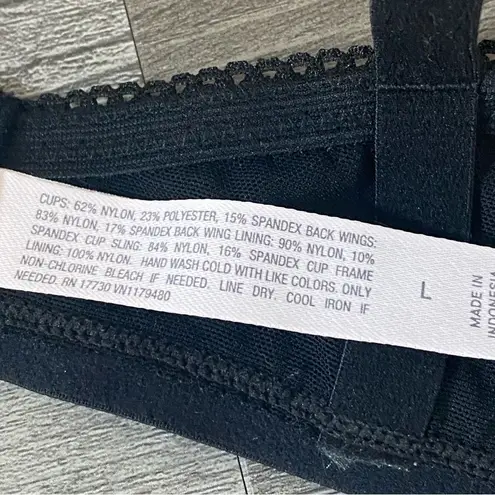 CUPS: 62% NYLON, 23% POLYESTER, 15% SPANDEX BACK WINGS:
83% NYLON, 17% SPANDEX BACK WING LINING: 90% NYLON, 10%
SPANDEX CUP SLING: 84% NYLON, 16% SPANDEX CUP FRAME
LINING: 100% NYLON. HAND WASH COLD WITH LIKE COLORS. ONLY
NON-CHLORINE BLEACH IF NEEDED. LINE DRY. COOL IRON IF
NEEDED. RN 17730 VN1179480
L
MADE IN
INDONESI